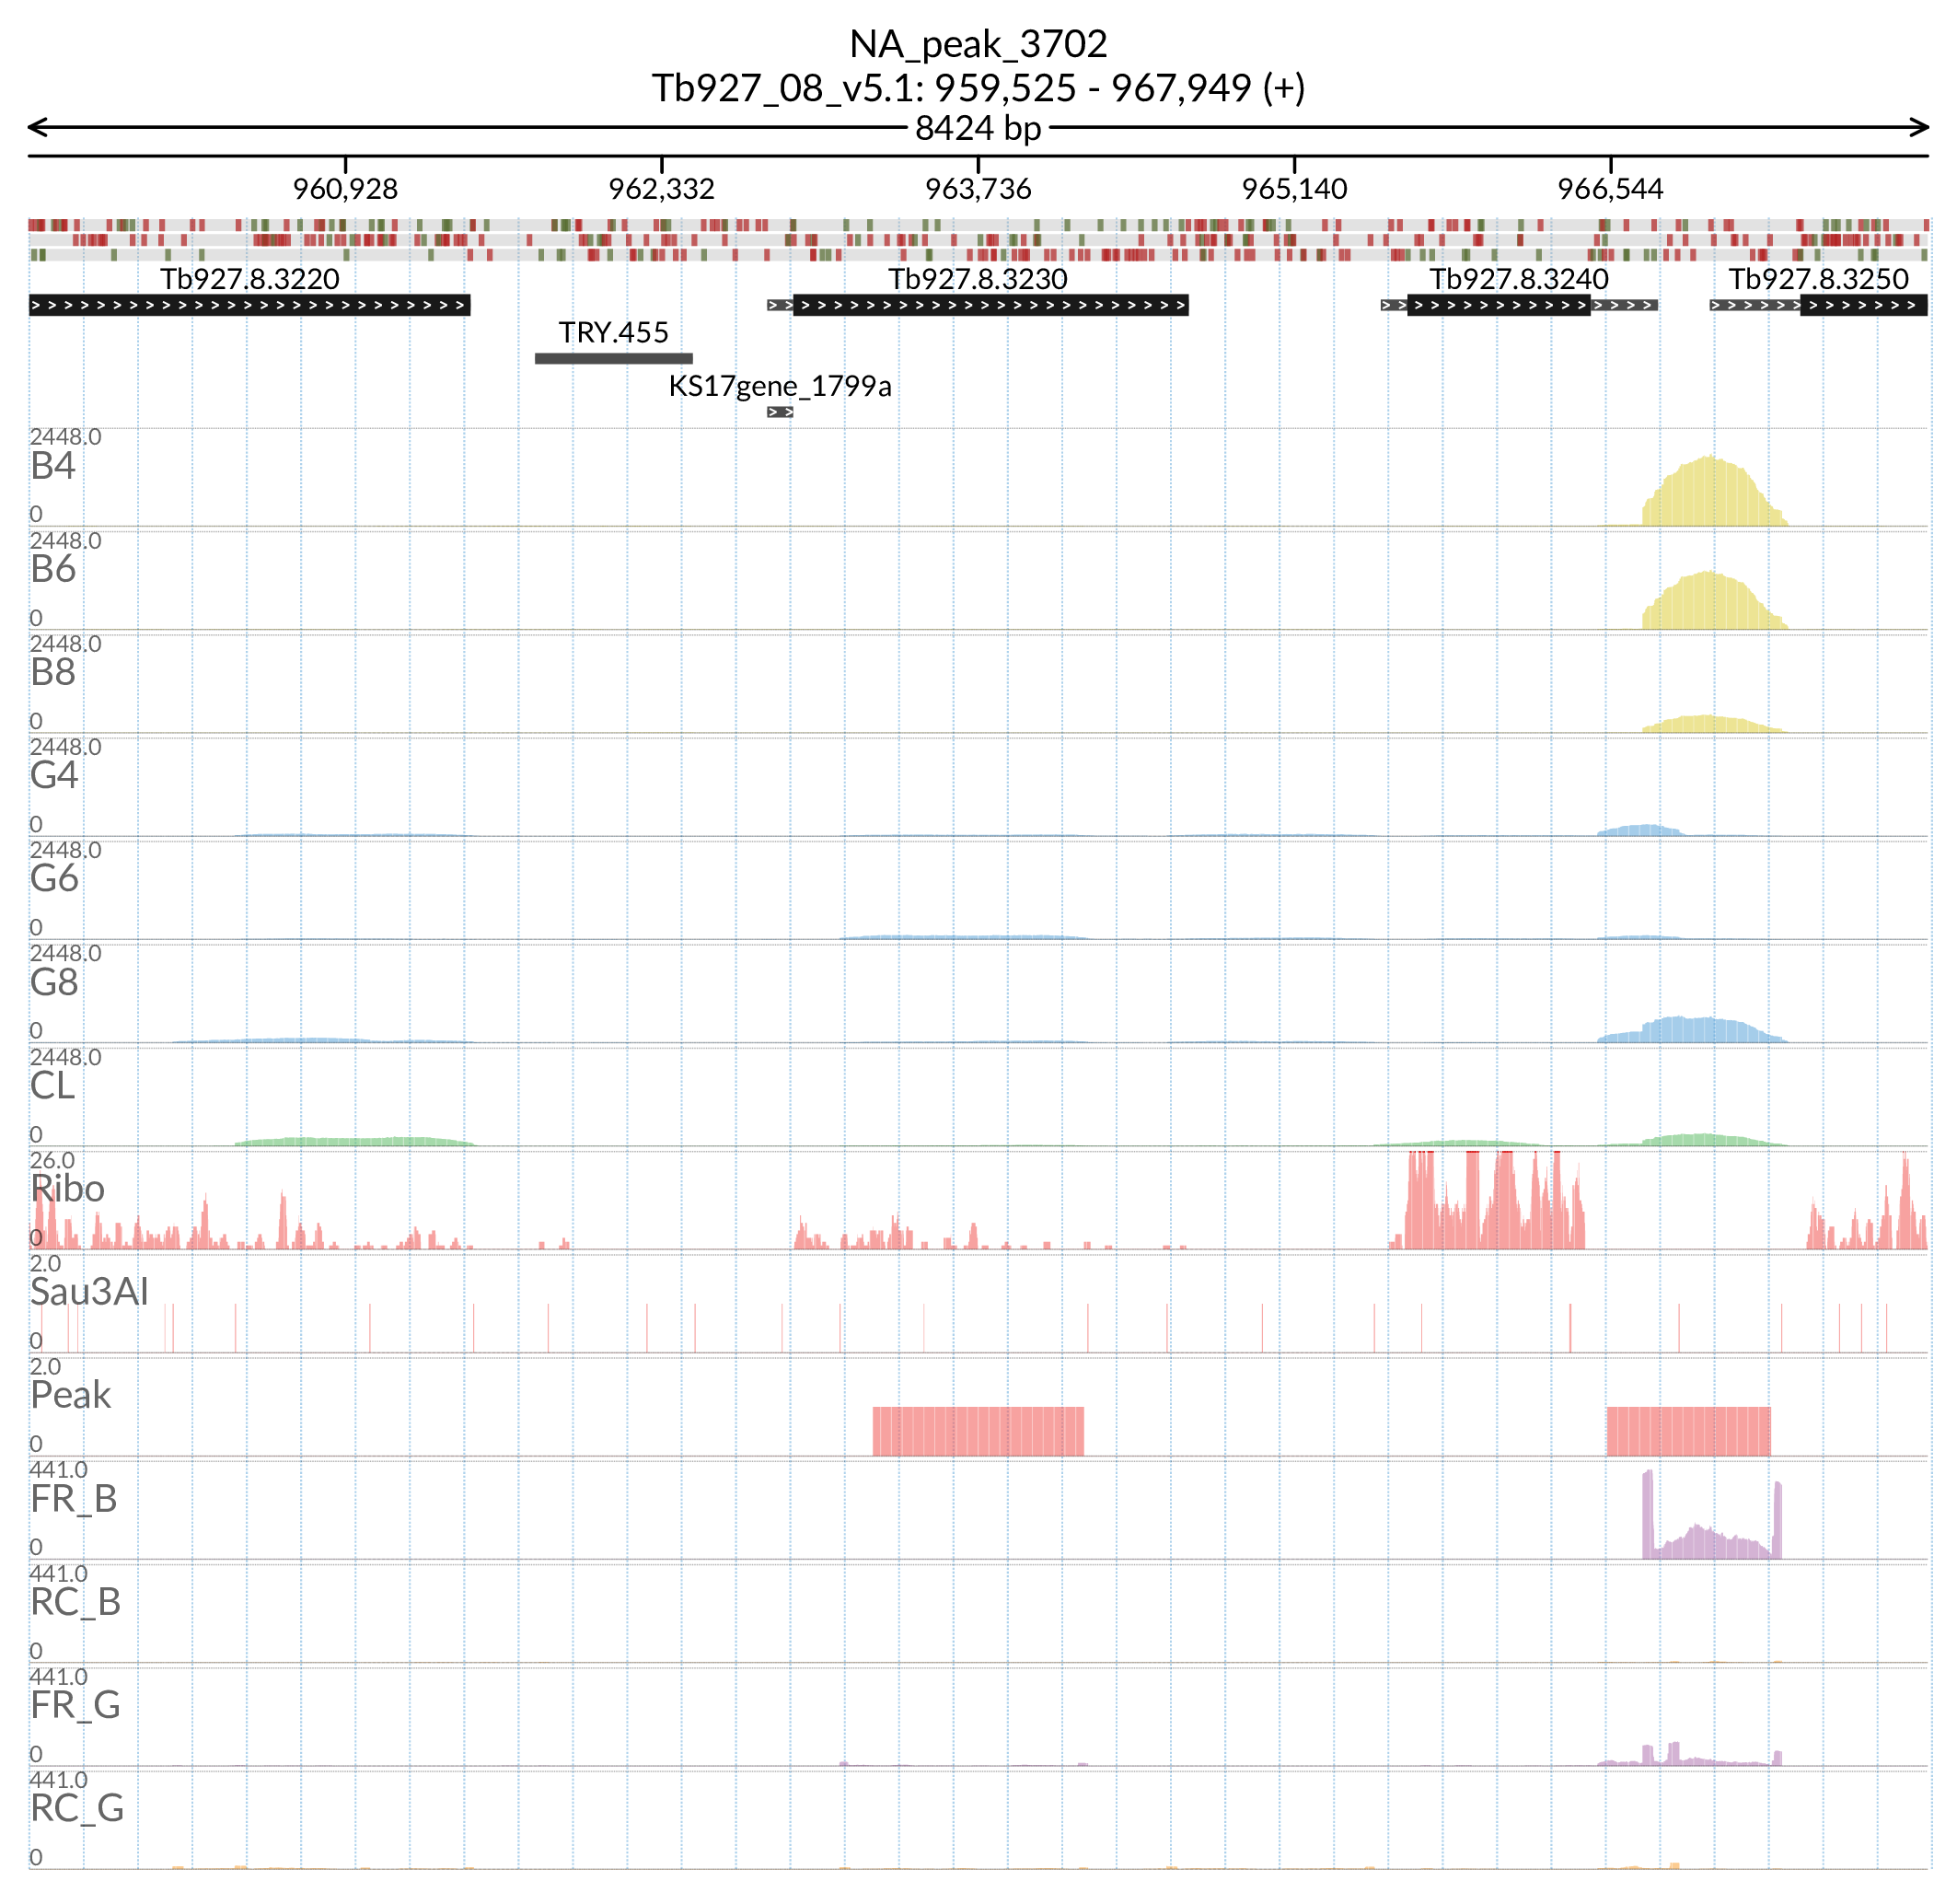 NA_peak_3702
Tb927_08_v5.1: 959,525 - 967,949 (+)
8424 bp
960,928 962,332 963,736 965,140 966,544
Tb927.8.3220 Tb927.8.3230 Tb927.8.3240 Tb927.8.3250
TRY.455
KS17gene_1799a
2448.0
B4
0
2448.0
B6
0
2448.0
B8
0
2448.0
G4
0
2448.0
G6
0
2448.0
G8
0
2448.0
CL
0
26.0
Ribo
0
2.0
Sau3AI
0
2.0
Peak
0
441.0
FR_B
0
441.0
RC_B
0
441.0
FR_G
0
441.0
RC_G
0